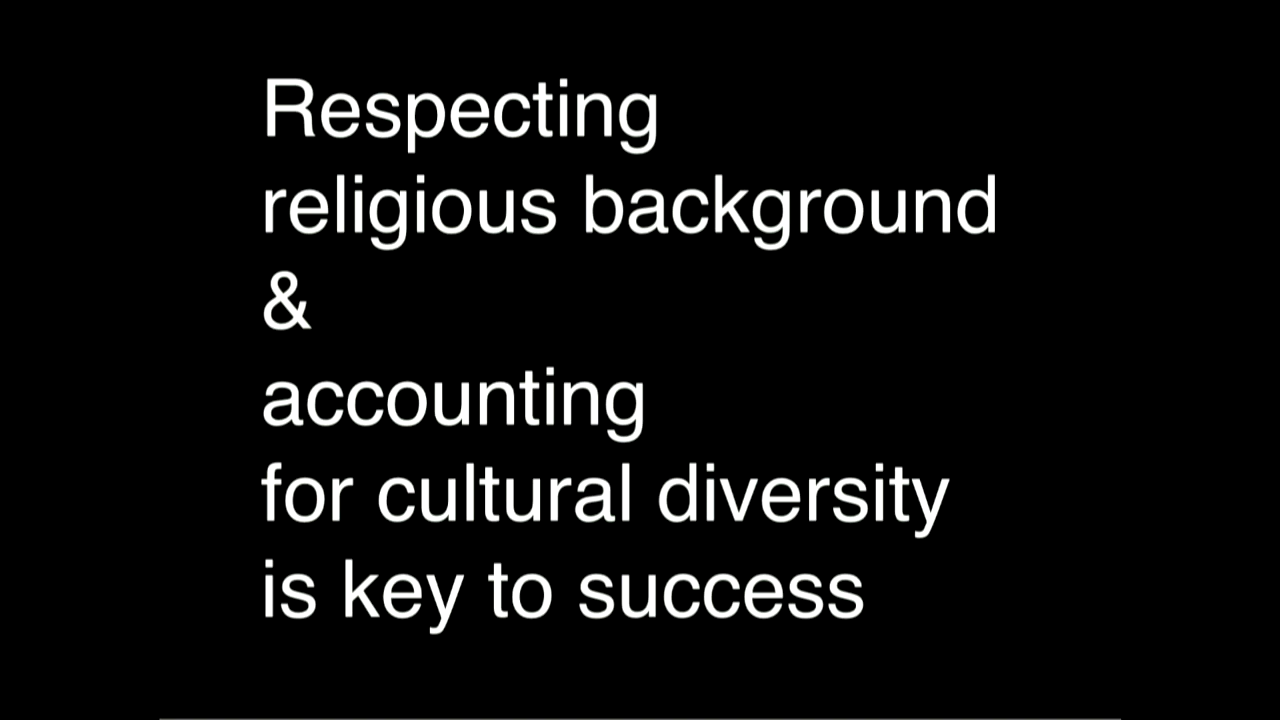 Respecting
religious background
&
accounting
for cultural diversity
is key to success